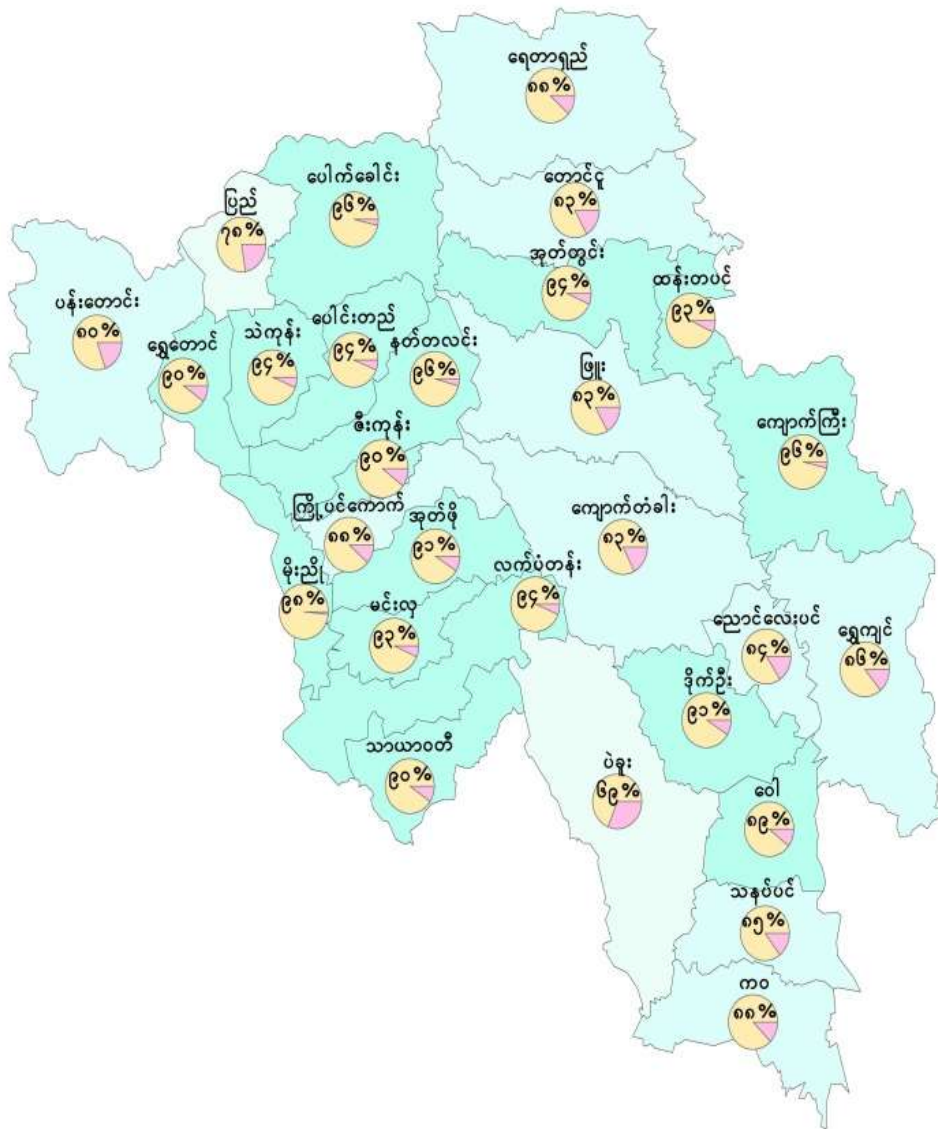 ရေတာရှည်
၈၈%
တောင်ငူ
၈၃%
ပေါက်ခေါင်း
၉၆%
ပြည်
၇၈%
အုတ်တွင်း
၉၄%
ထန်းတပင်
၉၃%
ပန်းတောင်း
၈၀%
ရွှေတောင်
၉၀%
သဲကုန်း
၉၄%
ပေါင်းတည်
၉၄%
နတ်တလင်း
၉၆%
ဖြူး
၈၃%
ကျောက်ကြီး
၉၆%
ဇီးကုန်း
၉၀%
ကြို့ပင်ကောက်
၈၈%
အုတ်ဖို
၉၁%
ကျောက်တံခါး
၈၃%
လက်ပံတန်း
၉၄%
မိုးညို
၉၈%
မင်းလှ
၉၃%
ညောင်လေးပင်
၈၄%
ရွှေကျင်
၈၆%
ဒိုက်ဦး
၉၁%
သာယာဝတီ
၉၀%
ပဲခူး
၆၉%
ဝေါ
၈၉%
သနပ်ပင်
၈၅%
ကဝ
၈၈%